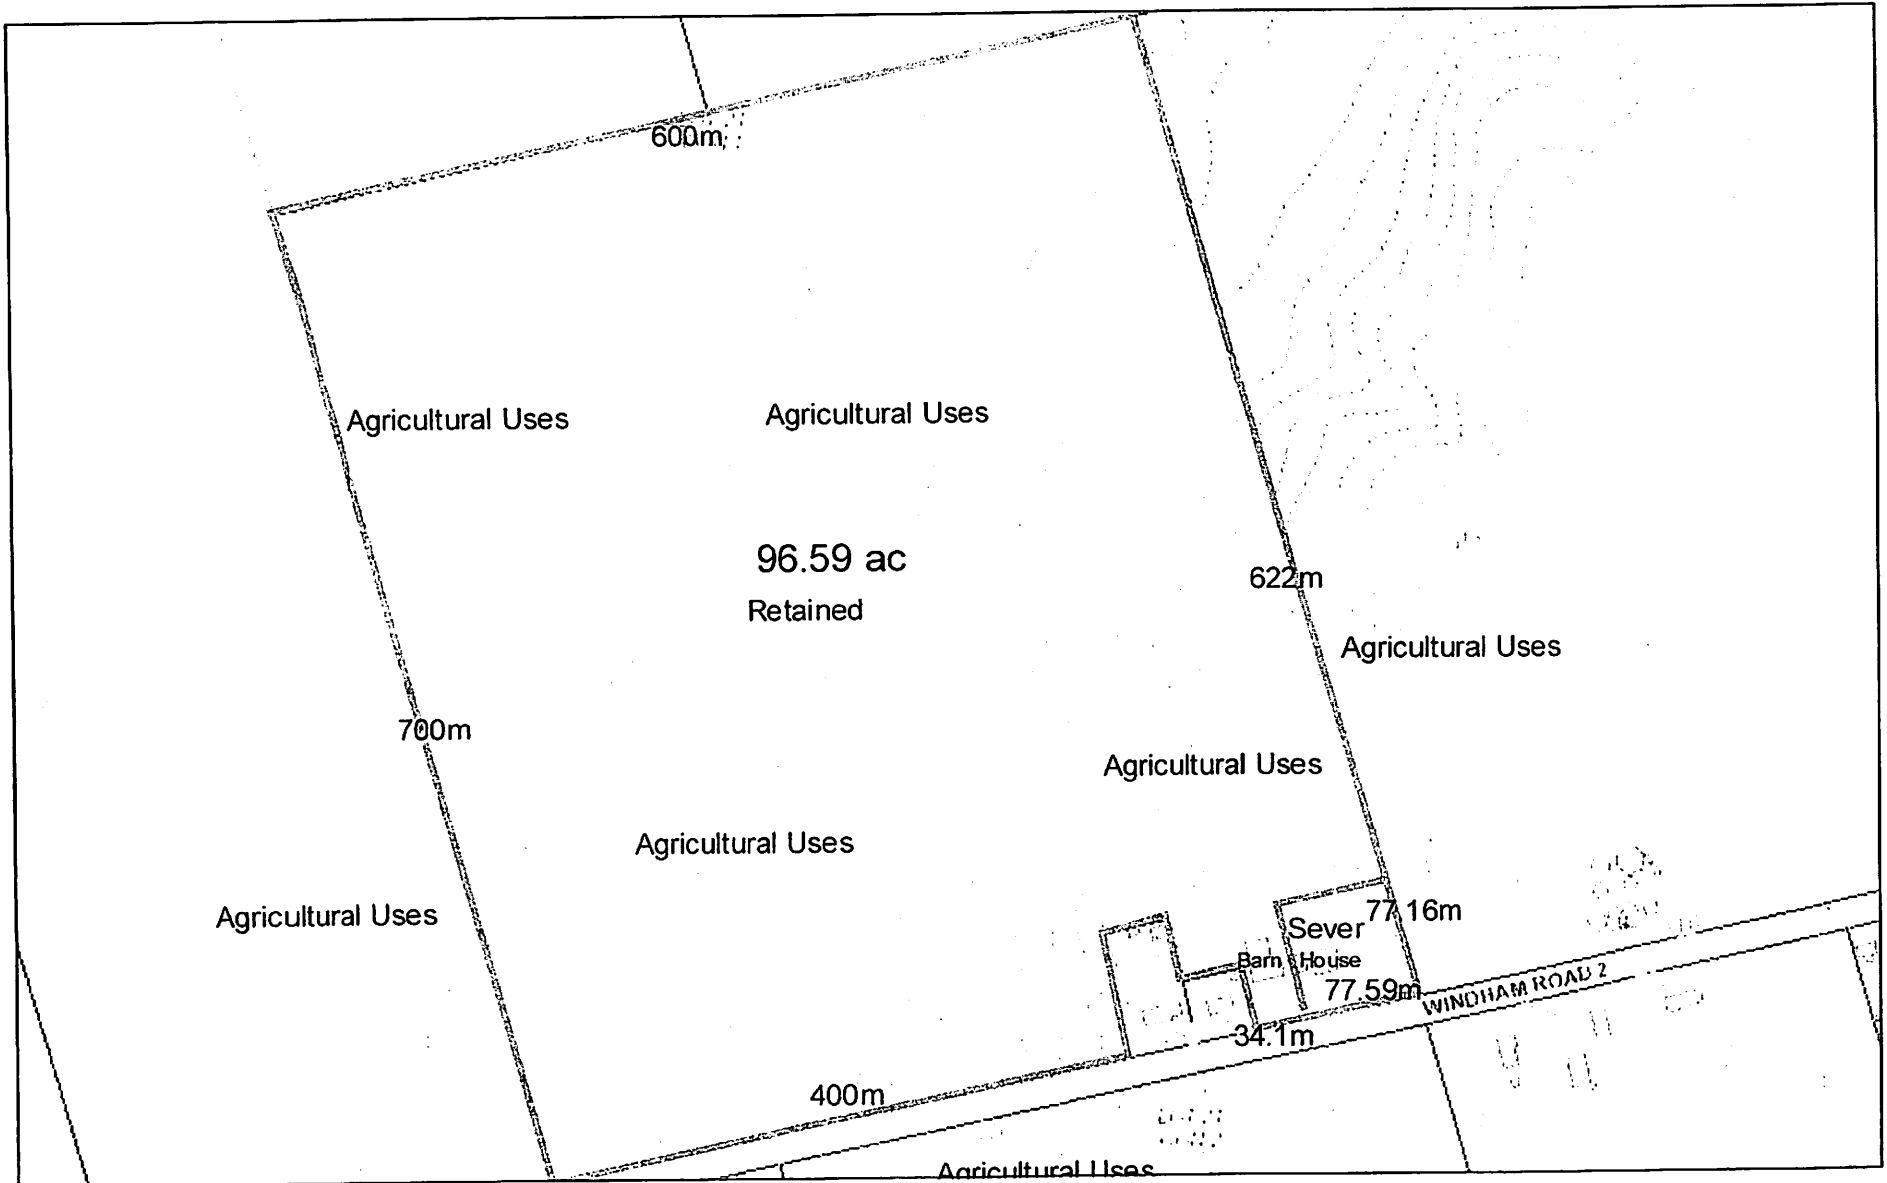 600m
Agricultural Uses
Agricultural Uses
96.59 ac
622m
Retained
Agricultural Uses
700m
Agricultural Uses
Agricultural Uses
Agricultural Uses
77.16m
Sever
Barn House
77.59m
WINDHAM ROAD 2
34.1m
400m
Agricultural Uses